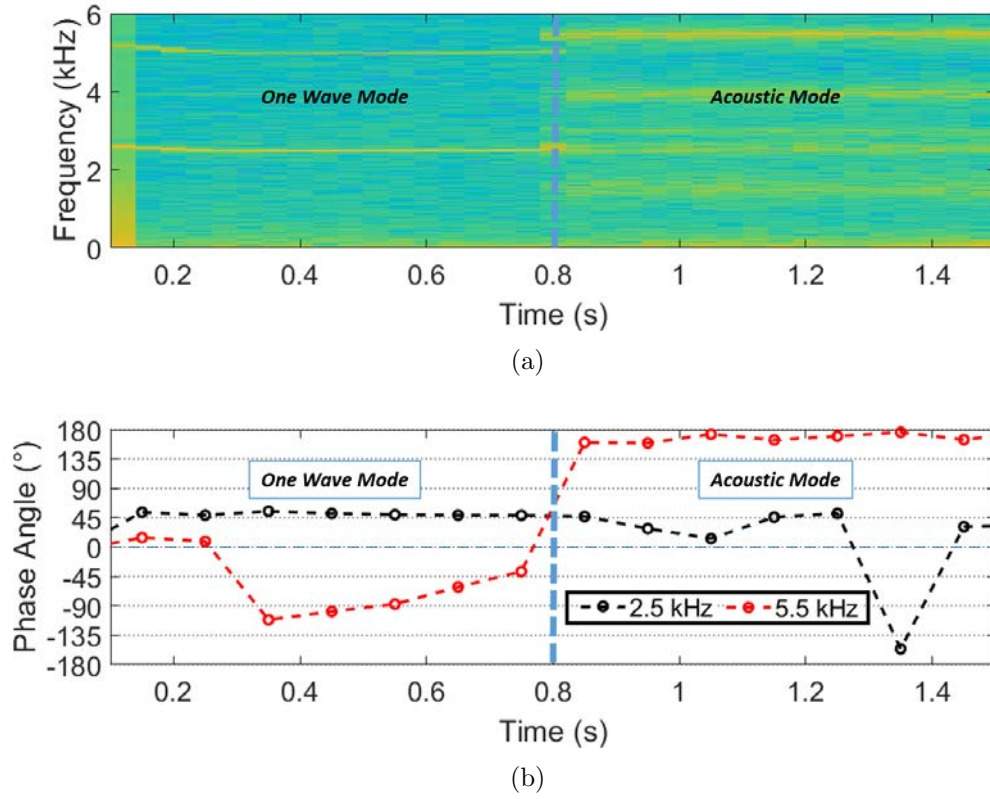 6
4
2
0
Frequency (kHz)
One Wave Mode
Acoustic Mode
0.2 0.4 0.6 0.8 1 1.2 1.4
Time (s)
(a)
180
135
90
45
0
-45
-90
-135
-180
Phase Angle (°)
One Wave Mode
Acoustic Mode
2.5 kHz 5.5 kHz
0.2 0.4 0.6 0.8 1 1.2 1.4
Time (s)
(b)